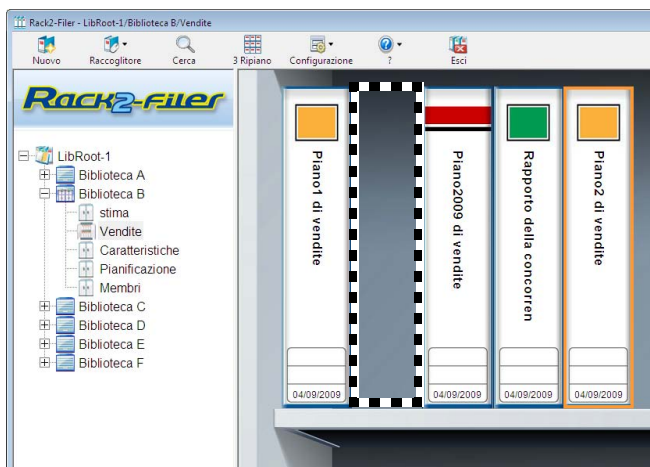 Rack2-Filer - LibRoot-1/Biblioteca B/Vendite
Nuovo Raccoglitore Cerca 3 Ripiano Configurazione ? Esci
Rack2-Filer
LibRoot-1
Biblioteca A
Biblioteca B
stima
Vendite
Caratteristiche
Pianificazione
Membri
Biblioteca C
Biblioteca D
Biblioteca E
Biblioteca F
Piano1 di vendite
04/09/2009
Piano2009 di vendite
04/09/2009
Rapporto della concorren
04/09/2009
Piano2 di vendite
04/09/2009